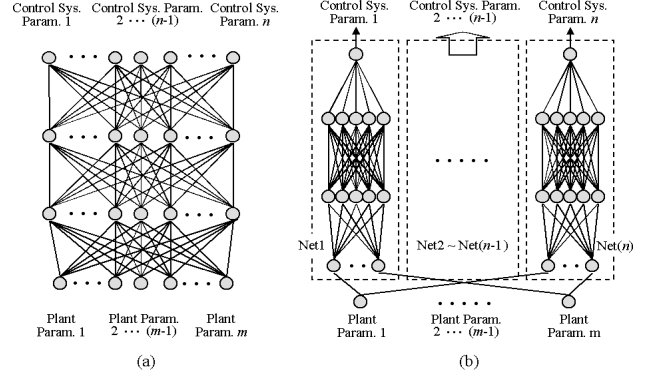 Control Sys. Control Sys. Param. Control Sys.
Param. 1 2 ··· (n-1) Param. n
Plant Plant Param. Plant
Param. 1 2 ··· (m-1) Param. m
(a)
Control Sys. Control Sys. Param. Control Sys.
Param. 1 2 ··· (n-1) Param. n
Net1 Net2 ~ Net(n-1) Net(n)
Plant Plant Param. Plant
Param. 1 2 ··· (m-1) Param. m
(b)